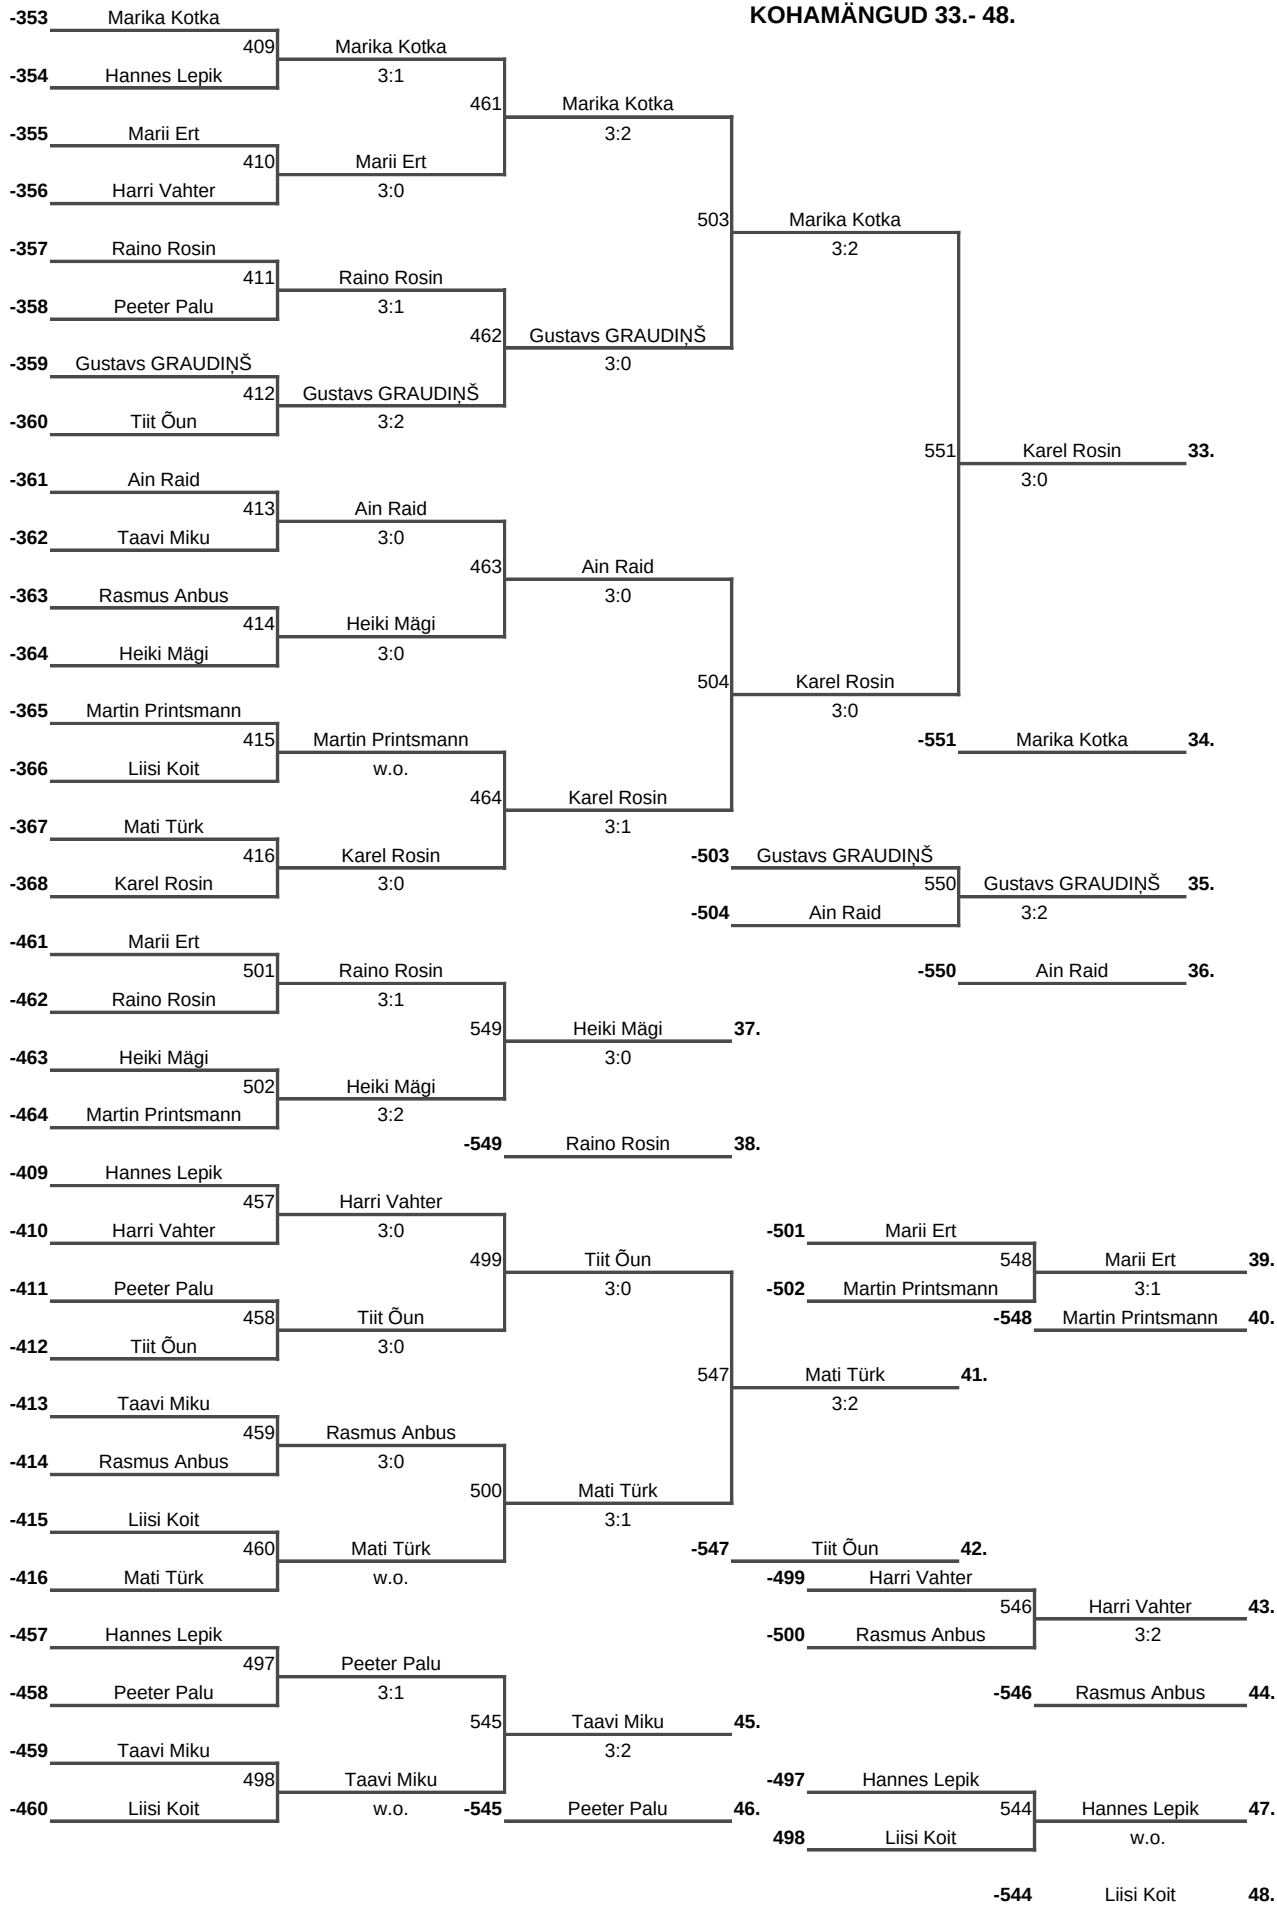 KOHAMÄNGUD 33.- 48.
-353 Marika Kotka
409 Marika Kotka
-354 Hannes Lepik 3:1
461 Marika Kotka
-355 Marii Ert 3:2
410 Marii Ert
-356 Harri Vahter 3:0
503 Marika Kotka
-357 Raino Rosin 3:2
411 Raino Rosin
-358 Peeter Palu 3:1
462 Gustavs GRAUDIŅŠ
-359 Gustavs GRAUDIŅŠ 3:0
412 Gustavs GRAUDIŅŠ
-360 Tiit Õun 3:2
551 Karel Rosin 33.
-361 Ain Raid 3:0
413 Ain Raid
-362 Taavi Miku 3:0
463 Ain Raid
-363 Rasmus Anbus 3:0
414 Heiki Mägi
-364 Heiki Mägi 3:0
504 Karel Rosin
-365 Martin Printsmann 3:0
415 Martin Printsmann -551 Marika Kotka 34.
-366 Liisi Koit w.o.
464 Karel Rosin
-367 Mati Türk 3:1
416 Karel Rosin -503 Gustavs GRAUDIŅŠ
-368 Karel Rosin 3:0 550 Gustavs GRAUDIŅŠ 35.
-504 Ain Raid 3:2
-461 Marii Ert
501 Raino Rosin -550 Ain Raid 36.
-462 Raino Rosin 3:1
549 Heiki Mägi 37.
-463 Heiki Mägi 3:0
502 Heiki Mägi
-464 Martin Printsmann 3:2
-549 Raino Rosin 38.
-409 Hannes Lepik
457 Harri Vahter
-410 Harri Vahter 3:0 -501 Marii Ert
499 Tiit Õun 548 Marii Ert 39.
-411 Peeter Palu 3:0 -502 Martin Printsmann 3:1
458 Tiit Õun -548 Martin Printsmann 40.
-412 Tiit Õun 3:0
547 Mati Türk 41.
-413 Taavi Miku 3:2
459 Rasmus Anbus
-414 Rasmus Anbus 3:0
500 Mati Türk
-415 Liisi Koit 3:1
460 Mati Türk -547 Tiit Õun 42.
-416 Mati Türk w.o. -499 Harri Vahter
546 Harri Vahter 43.
-457 Hannes Lepik -500 Rasmus Anbus 3:2
497 Peeter Palu
-458 Peeter Palu 3:1 -546 Rasmus Anbus 44.
545 Taavi Miku 45.
-459 Taavi Miku 3:2
498 Taavi Miku -497 Hannes Lepik
-460 Liisi Koit w.o. -545 Peeter Palu 46. 544 Hannes Lepik 47.
498 Liisi Koit w.o.
-544 Liisi Koit 48.